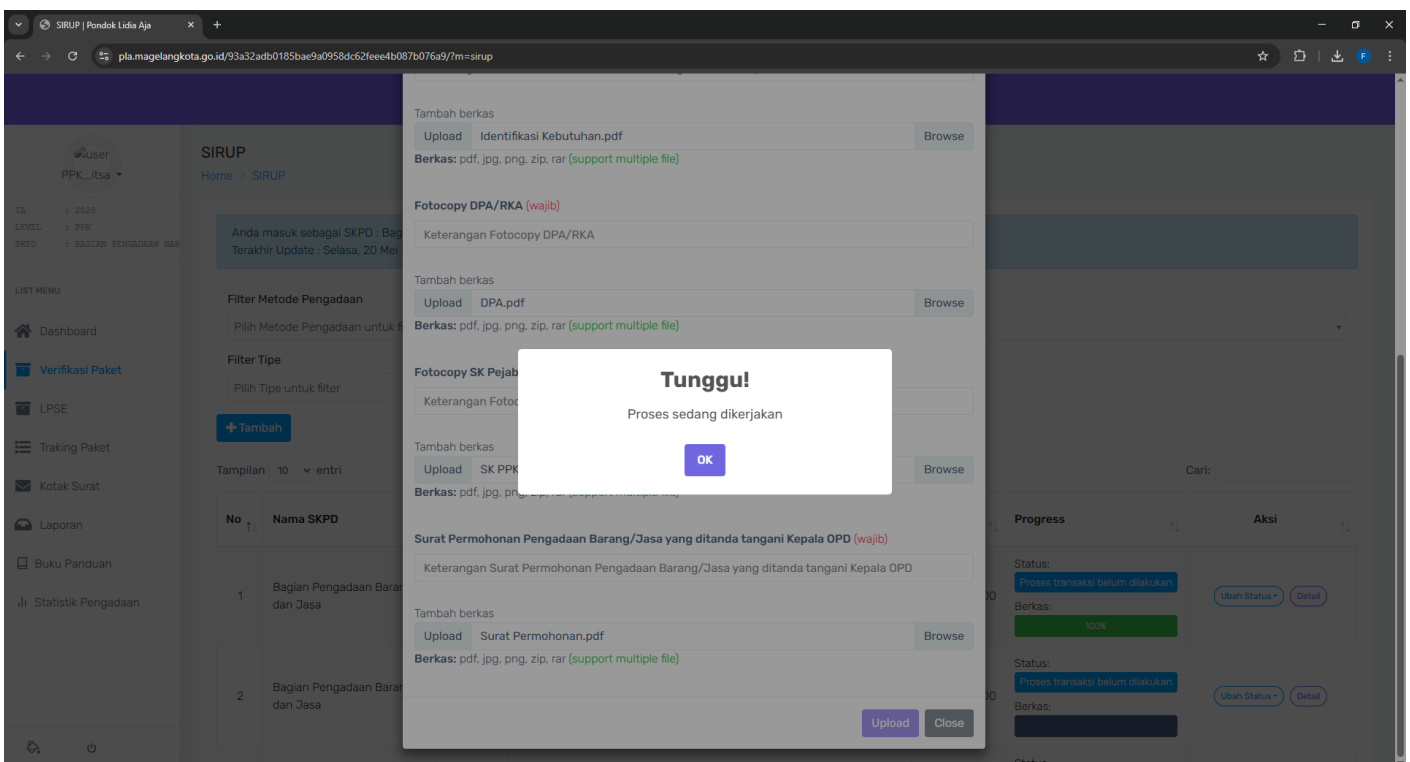 SIRUP | Pondok Lidia Aja
pla.magelangkota.go.id/93a32adb0185bae9a0958dc62feee4b087b076a9/?m=sirup
F
user
PPK_itsa
TA : 2025
LEVEL : PPK
SKPD : BAGIAN PENGADAAN BAR
LIST MENU
Dashboard
Verifikasi Paket
LPSE
Traking Paket
Kotak Surat
Laporan
Buku Panduan
Statistik Pengadaan
SIRUP
Home > SIRUP
Anda masuk sebagai SKPD : Bag
Terakhir Update : Selasa, 20 Mei
Filter Metode Pengadaan
Pilih Metode Pengadaan untuk fi
Filter Tipe
Pilih Tipe untuk filter
Tambah
Tampilan 10 entri
Cari:
No Nama SKPD Progress Aksi
1 Bagian Pengadaan Barar
dan Jasa
00
Status:
Proses transaksi belum dilakukan
Berkas:
100%
Ubah Status Detail
2 Bagian Pengadaan Barar
dan Jasa
00
Status:
Proses transaksi belum dilakukan
Berkas:
Ubah Status Detail
Status:
Tambah berkas
Upload Identifikasi Kebutuhan.pdf Browse
Berkas: pdf, jpg, png, zip, rar (support multiple file)
Fotocopy DPA/RKA (wajib)
Keterangan Fotocopy DPA/RKA
Tambah berkas
Upload DPA.pdf Browse
Berkas: pdf, jpg, png, zip, rar (support multiple file)
Fotocopy SK Pejab
Keterangan Fotoc
Tambah berkas
Upload SK PPK Browse
Berkas: pdf, jpg, png, zip, rar (support multiple file)
Surat Permohonan Pengadaan Barang/Jasa yang ditanda tangani Kepala OPD (wajib)
Keterangan Surat Permohonan Pengadaan Barang/Jasa yang ditanda tangani Kepala OPD
Tambah berkas
Upload Surat Permohonan.pdf Browse
Berkas: pdf, jpg, png, zip, rar (support multiple file)
Upload Close
Tunggu!
Proses sedang dikerjakan
OK